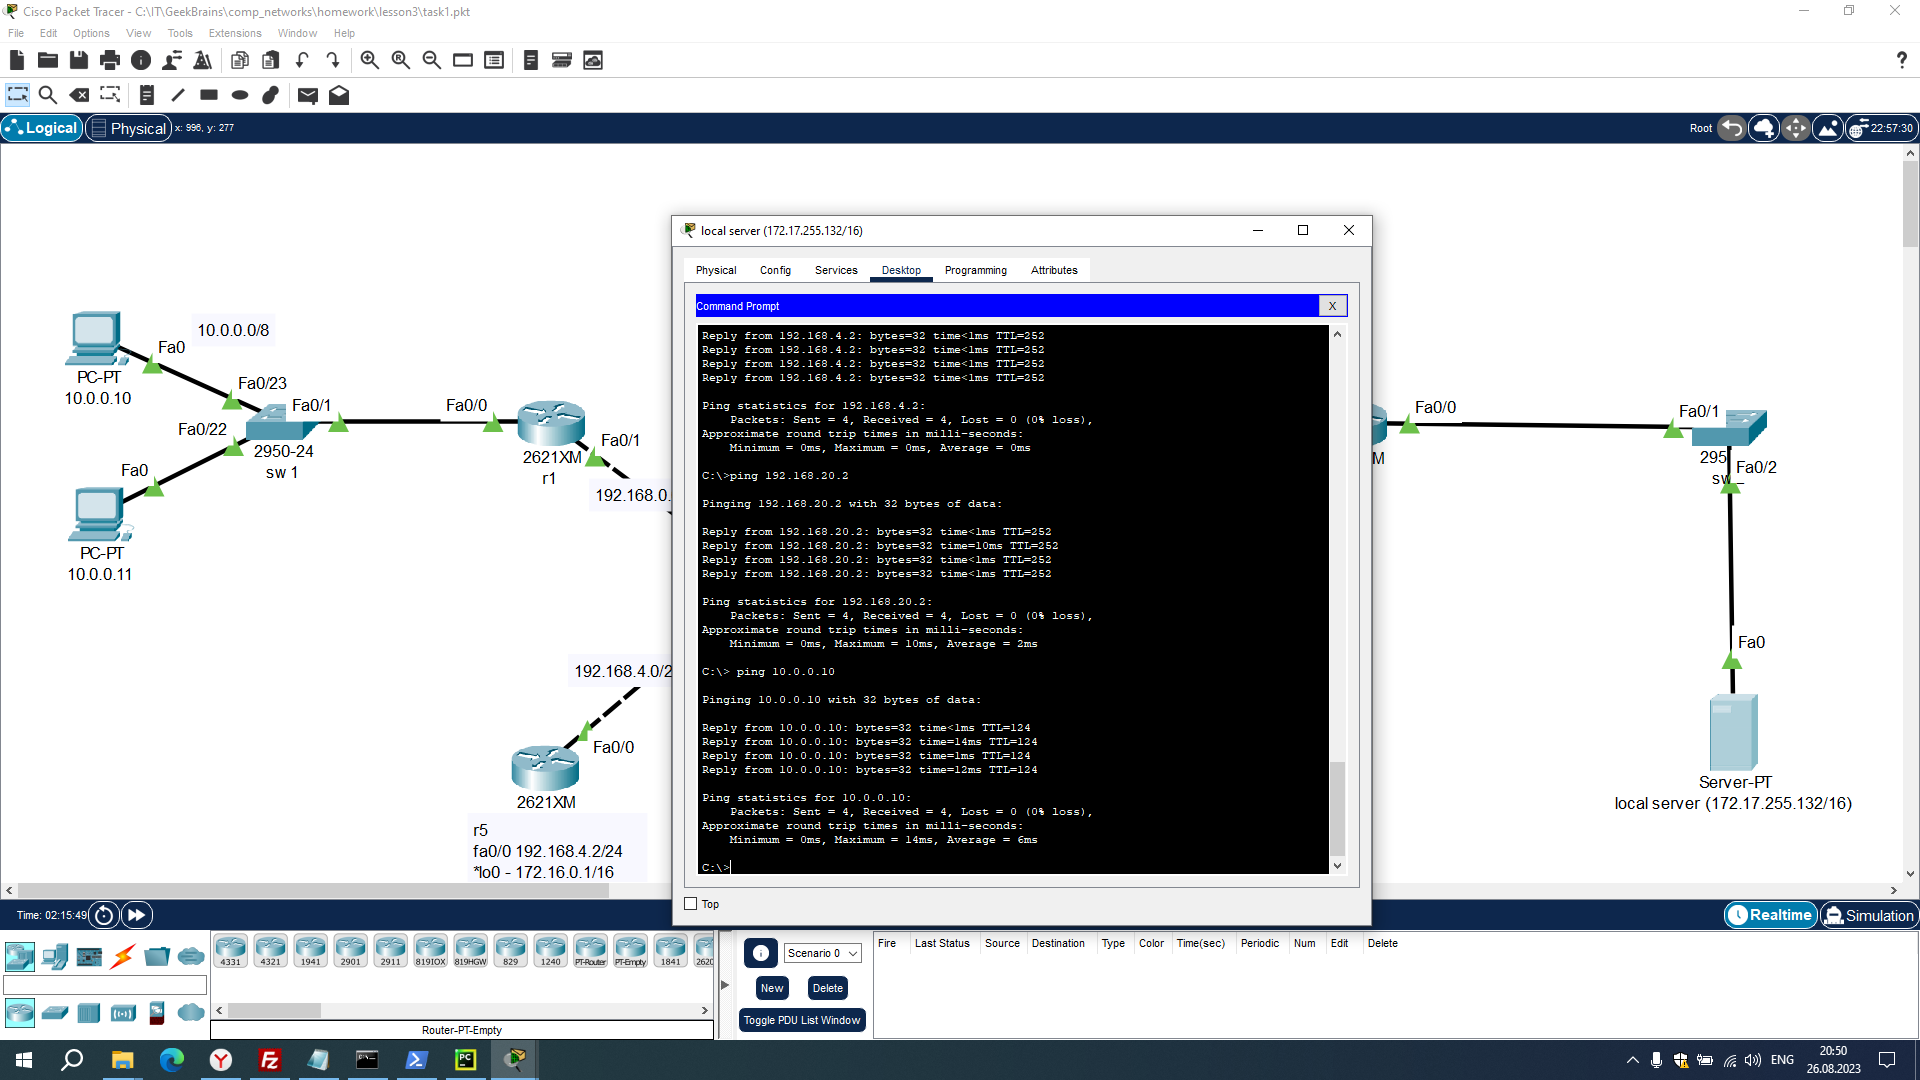 Cisco Packet Tracer - C:\IT\GeekBrains\comp_networks\homework\lesson3\task1.pkt
File Edit Options View Tools Extensions Window Help
Logical Physical x: 996, y: 277
Root 22:57:30
10.0.0.0/8
Fa0
PC-PT
10.0.0.10
Fa0/23
Fa0/1
Fa0/22
2950-24
sw 1
Fa0
PC-PT
10.0.0.11
Fa0/0
Fa0/1
2621XM
r1
192.168.0.
192.168.4.0/2
Fa0/0
2621XM
r5
fa0/0 192.168.4.2/24
*lo0 - 172.16.0.1/16
local server (172.17.255.132/16)
Physical Config Services Desktop Programming Attributes
Command Prompt X
Reply from 192.168.4.2: bytes=32 time<1ms TTL=252
Reply from 192.168.4.2: bytes=32 time<1ms TTL=252
Reply from 192.168.4.2: bytes=32 time<1ms TTL=252
Reply from 192.168.4.2: bytes=32 time<1ms TTL=252
Ping statistics for 192.168.4.2:
Packets: Sent = 4, Received = 4, Lost = 0 (0% loss),
Approximate round trip times in milli-seconds:
Minimum = 0ms, Maximum = 0ms, Average = 0ms
C:\>ping 192.168.20.2
Pinging 192.168.20.2 with 32 bytes of data:
Reply from 192.168.20.2: bytes=32 time<1ms TTL=252
Reply from 192.168.20.2: bytes=32 time=10ms TTL=252
Reply from 192.168.20.2: bytes=32 time<1ms TTL=252
Reply from 192.168.20.2: bytes=32 time<1ms TTL=252
Ping statistics for 192.168.20.2:
Packets: Sent = 4, Received = 4, Lost = 0 (0% loss),
Approximate round trip times in milli-seconds:
Minimum = 0ms, Maximum = 10ms, Average = 2ms
C:\> ping 10.0.0.10
Pinging 10.0.0.10 with 32 bytes of data:
Reply from 10.0.0.10: bytes=32 time<1ms TTL=124
Reply from 10.0.0.10: bytes=32 time=14ms TTL=124
Reply from 10.0.0.10: bytes=32 time=1ms TTL=124
Reply from 10.0.0.10: bytes=32 time=12ms TTL=124
Ping statistics for 10.0.0.10:
Packets: Sent = 4, Received = 4, Lost = 0 (0% loss),
Approximate round trip times in milli-seconds:
Minimum = 0ms, Maximum = 14ms, Average = 6ms
C:\>
Top
Fa0/0
M
Fa0/1
295
Fa0/2
Fa0
Server-PT
local server (172.17.255.132/16)
Time: 02:15:49
Realtime Simulation
4331 4321 1941 2901 2911 819IOX 819HGW 829 1240 PT-Router PT-Empty 1841 2620
Router-PT-Empty
Scenario 0
New Delete
Toggle PDU List Window
Fire Last Status Source Destination Type Color Time(sec) Periodic Num Edit Delete
ENG
20:50
26.08.2023